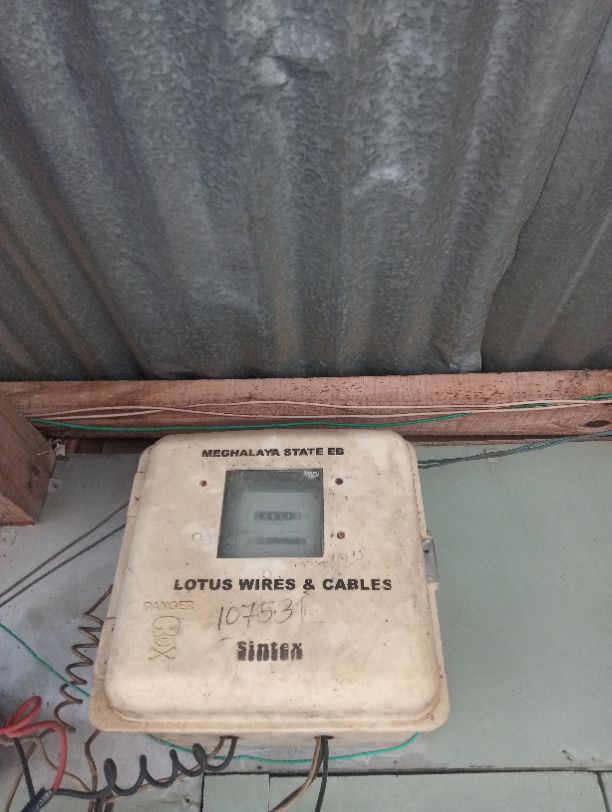 MEGHALAYA STATE EB
LOTUS WIRES & CABLES
DANGER
107531
Sintex